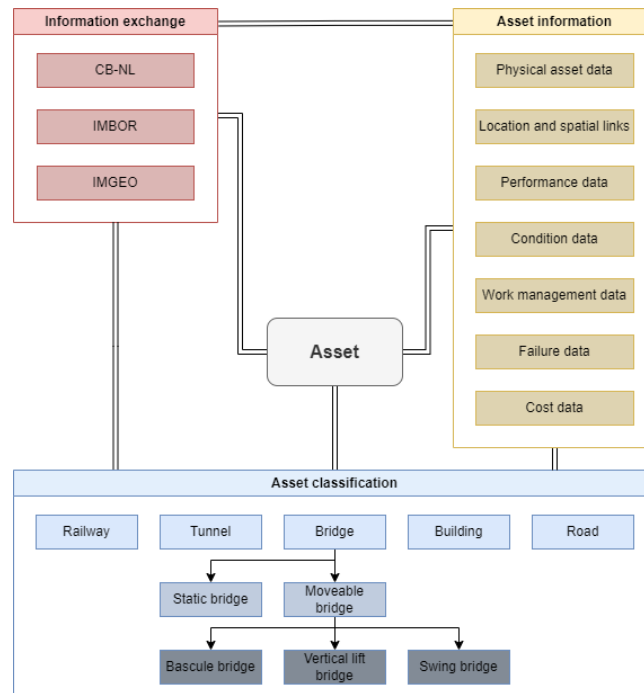 Information exchange
CB-NL
IMBOR
IMGEO
Asset information
Physical asset data
Location and spatial links
Performance data
Condition data
Work management data
Failure data
Cost data
Asset
Asset classification
Railway
Tunnel
Bridge
Building
Road
Static bridge
Moveable
bridge
Bascule bridge
Vertical lift
bridge
Swing bridge